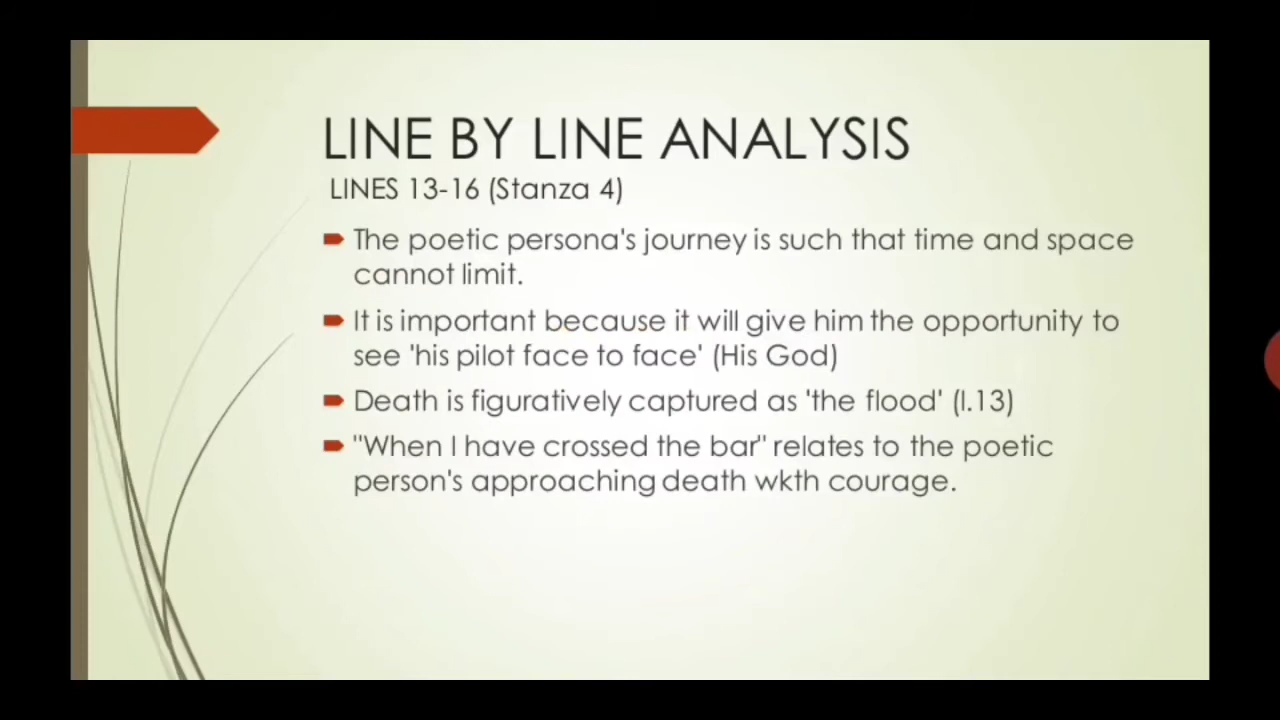 LINE BY LINE ANALYSIS
LINES 13-16 (Stanza 4)
The poetic persona's journey is such that time and space
cannot limit.
It is important because it will give him the opportunity to
see 'his pilot face to face' (His God)
Death is figuratively captured as 'the flood' (l.13)
"When I have crossed the bar" relates to the poetic
person's approaching death wkth courage.